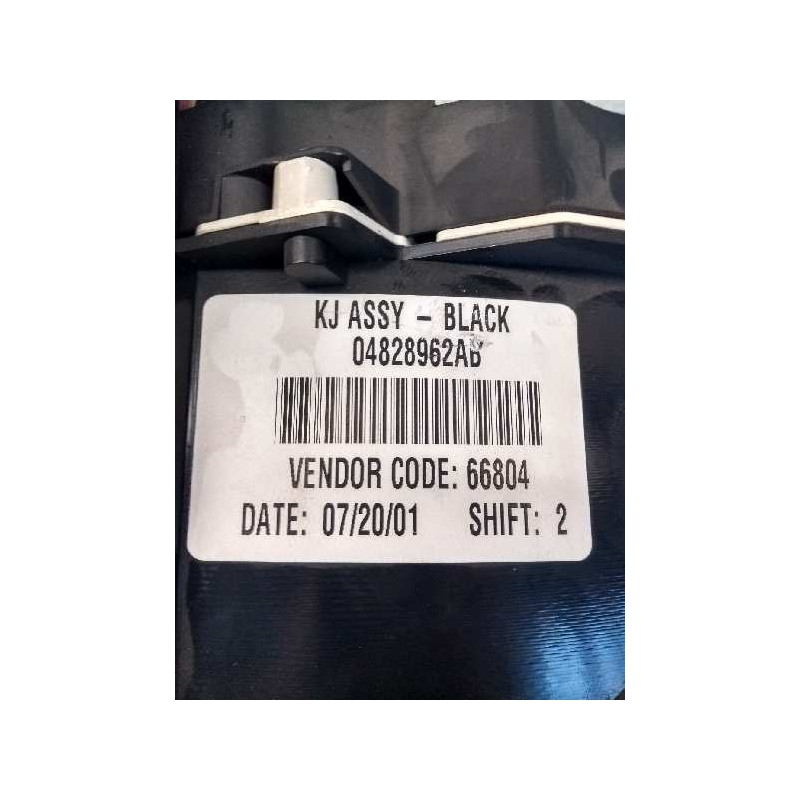 KJ ASSY - BLACK
04828962AB
VENDOR CODE: 66804
DATE: 07/20/01 SHIFT: 2